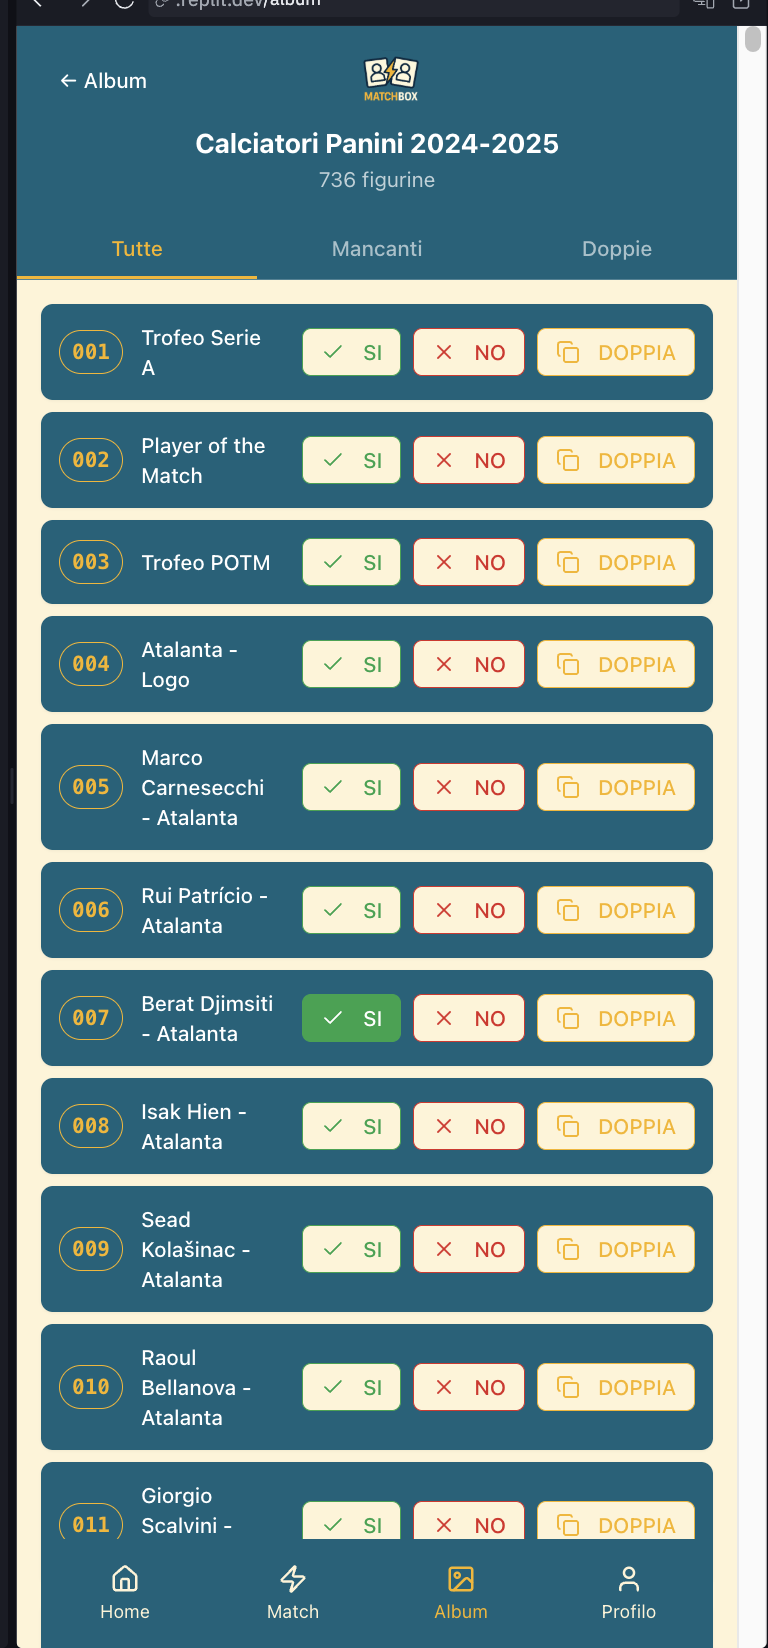 .replit.dev/album
← Album
MATCHBOX
Calciatori Panini 2024-2025
736 figurine
Tutte Mancanti Doppie
001 Trofeo Serie A SI NO DOPPIA
002 Player of the Match SI NO DOPPIA
003 Trofeo POTM SI NO DOPPIA
004 Atalanta - Logo SI NO DOPPIA
005 Marco Carnesecchi - Atalanta SI NO DOPPIA
006 Rui Patrício - Atalanta SI NO DOPPIA
007 Berat Djimsiti - Atalanta SI NO DOPPIA
008 Isak Hien - Atalanta SI NO DOPPIA
009 Sead Kolašinac - Atalanta SI NO DOPPIA
010 Raoul Bellanova - Atalanta SI NO DOPPIA
011 Giorgio Scalvini - SI NO DOPPIA
Home Match Album Profilo